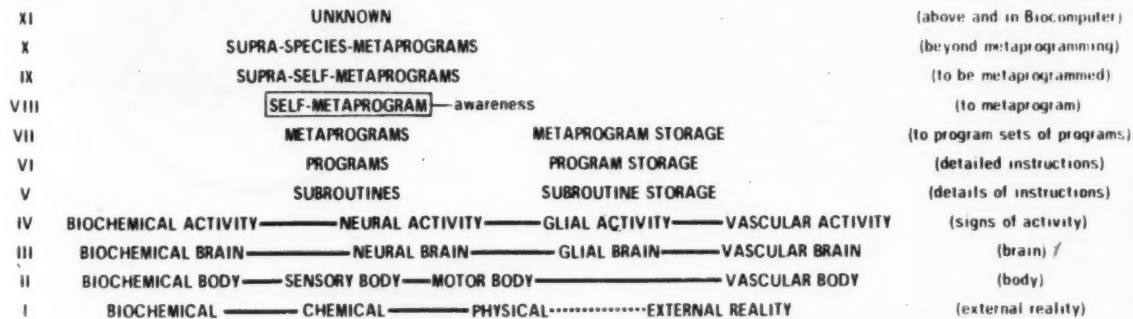 XI UNKNOWN (above and in Biocomputer)
X SUPRA-SPECIES-METAPROGRAMS (beyond metaprogramming)
IX SUPRA-SELF-METAPROGRAMS (to be metaprogrammed)
VIII SELF-METAPROGRAM—awareness (to metaprogram)
VII METAPROGRAMS METAPROGRAM STORAGE (to program sets of programs)
VI PROGRAMS PROGRAM STORAGE (detailed instructions)
V SUBROUTINES SUBROUTINE STORAGE (details of instructions)
IV BIOCHEMICAL ACTIVITY—NEURAL ACTIVITY—GLIAL ACTIVITY—VASCULAR ACTIVITY (signs of activity)
III BIOCHEMICAL BRAIN—NEURAL BRAIN—GLIAL BRAIN—VASCULAR BRAIN (brain)
II BIOCHEMICAL BODY—SENSORY BODY—MOTOR BODY—VASCULAR BODY (body)
I BIOCHEMICAL—CHEMICAL—PHYSICAL··········EXTERNAL REALITY (external reality)